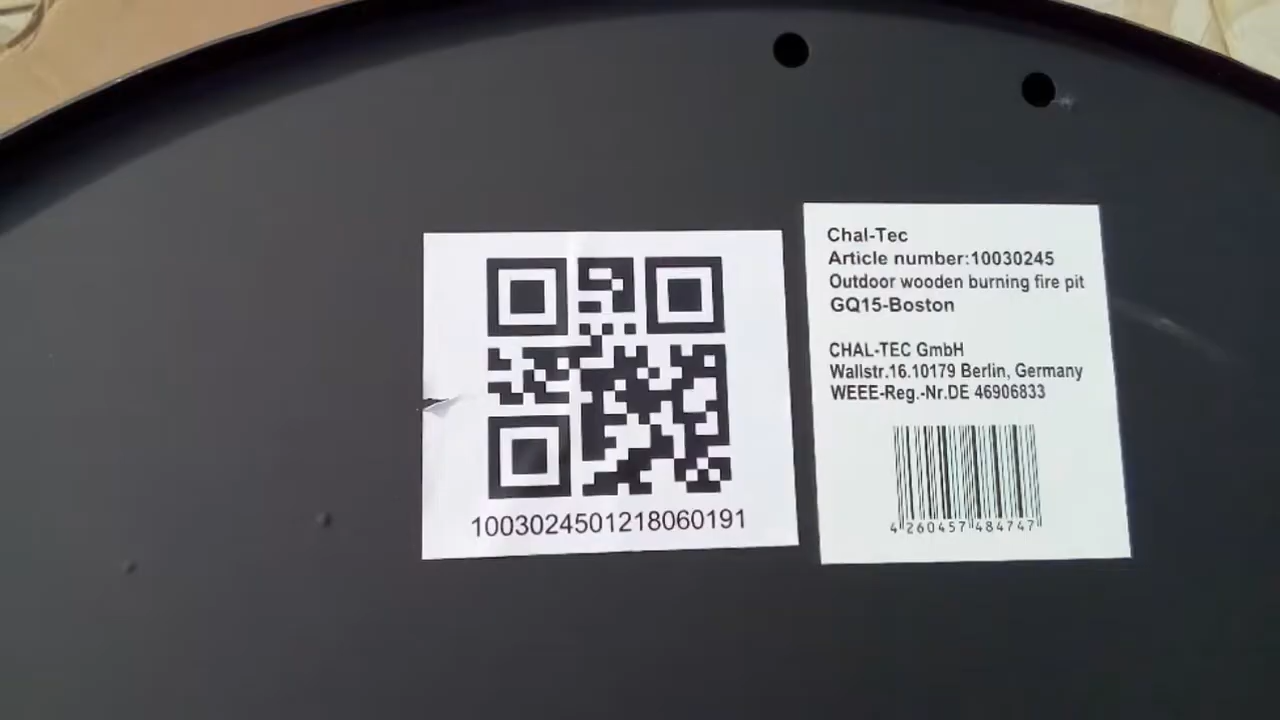 1003024501218060191
Chal-Tec
Article number:10030245
Outdoor wooden burning fire pit
GQ15-Boston
CHAL-TEC GmbH
Wallstr.16.10179 Berlin, Germany
WEEE-Reg.-Nr.DE 46906833
4 260457 484747